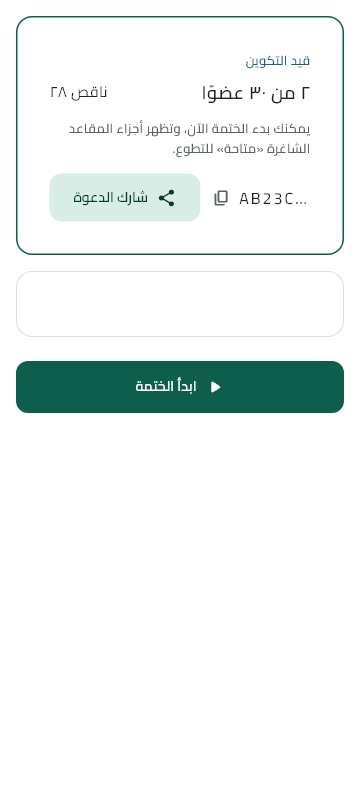 قيد التكوين
٢ من ٣٠ عضوًا
ناقص ٢٨
يمكنك بدء الختمة الآن، وتظهر أجزاء المقاعد
الشاغرة «متاحة» للتطوع.
AB23C…
شارك الدعوة
ابدأ الختمة